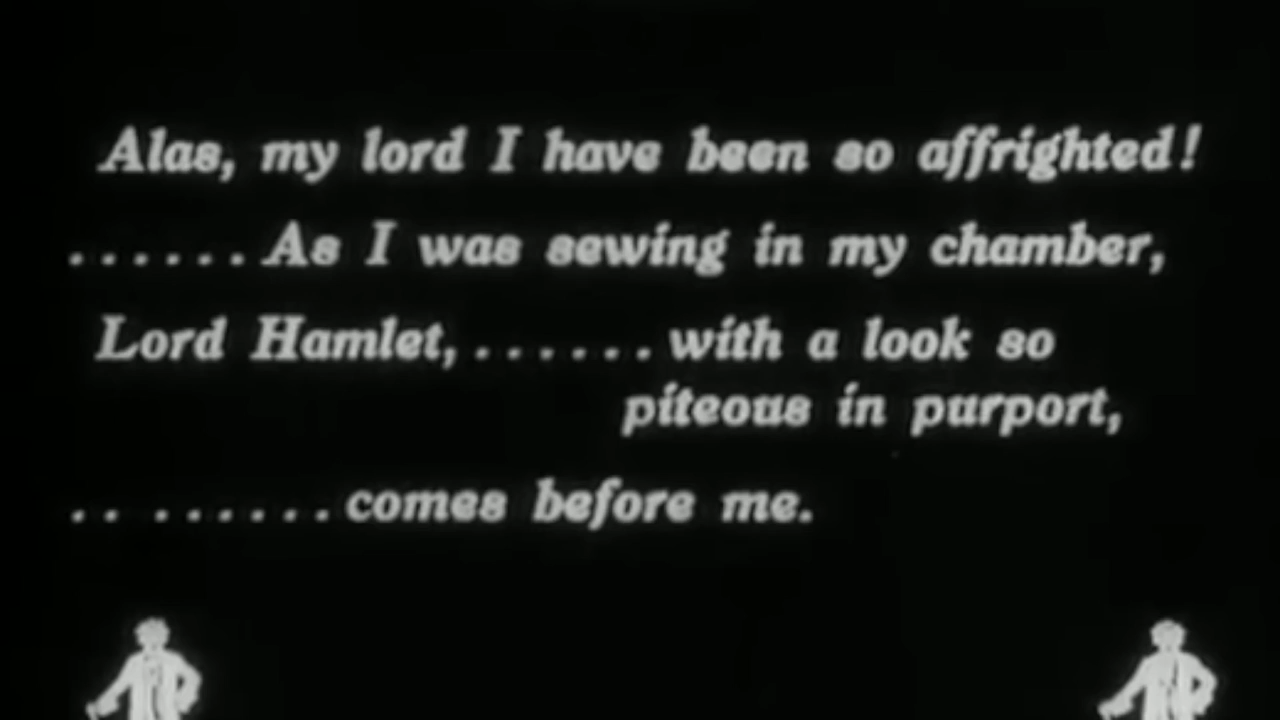 Alas, my lord I have been so affrighted!
......As I was sewing in my chamber,
Lord Hamlet,......with a look so
piteous in purport,
.. ......comes before me.